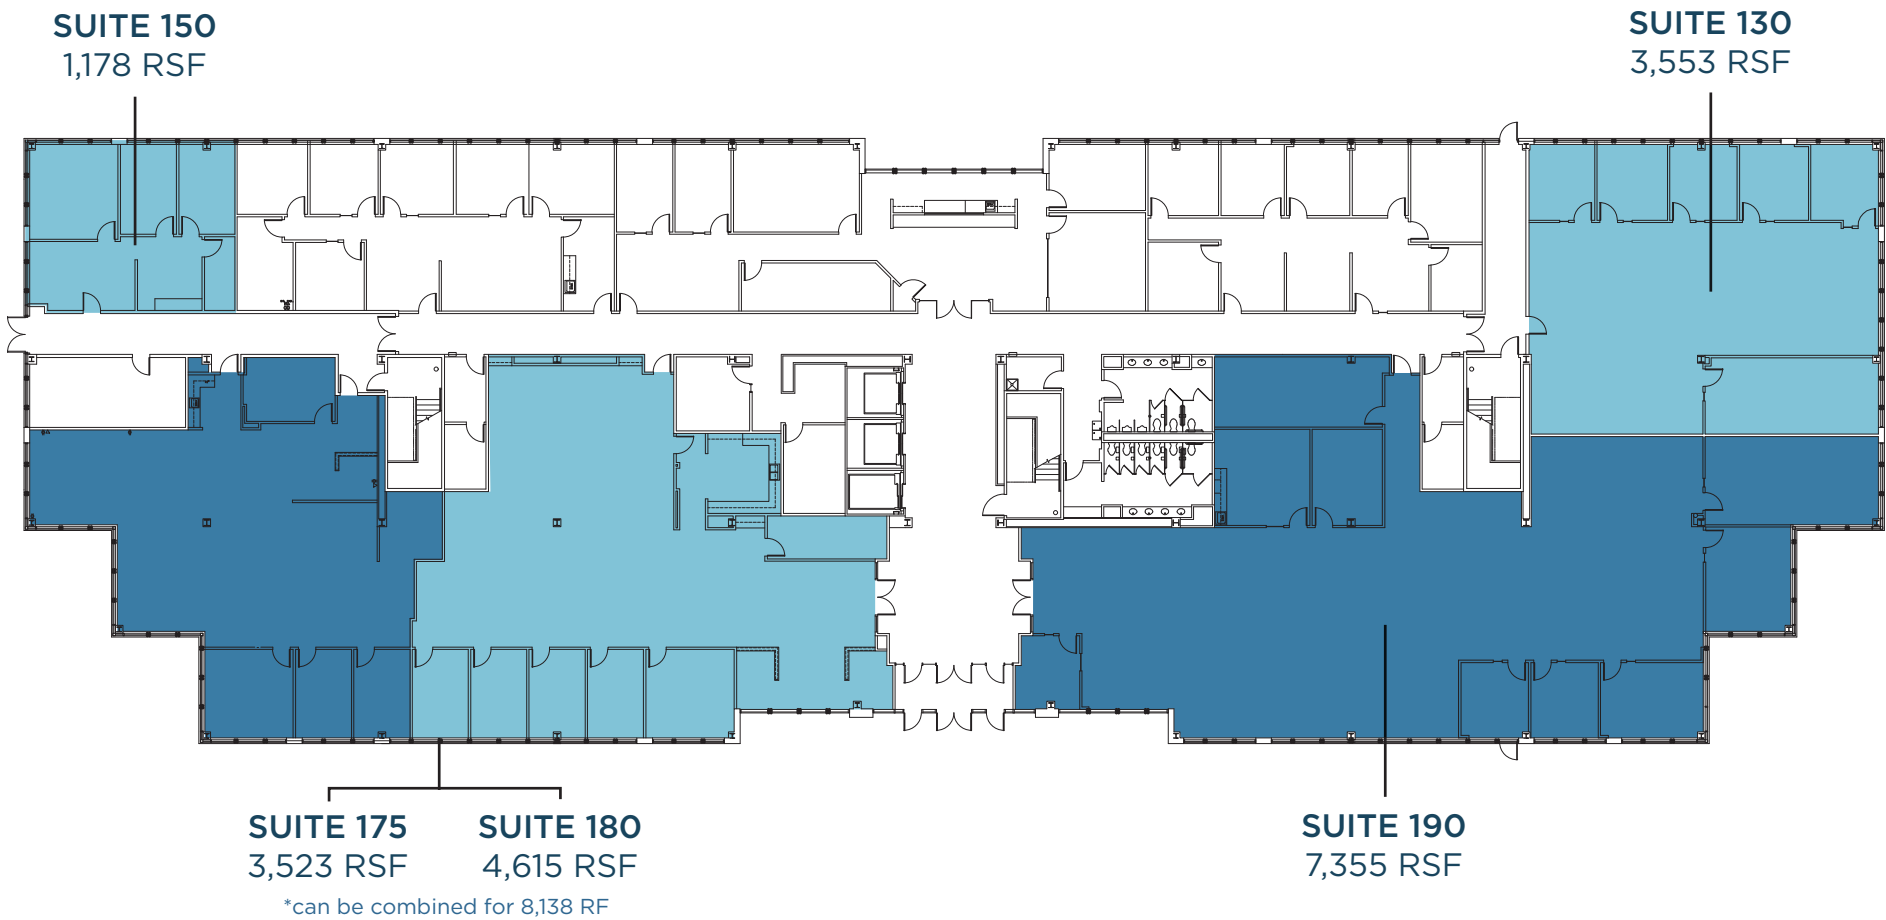 SUITE 150
1,178 RSF
SUITE 130
3,553 RSF
SUITE 175
3,523 RSF
SUITE 180
4,615 RSF
*can be combined for 8,138 RF
SUITE 190
7,355 RSF